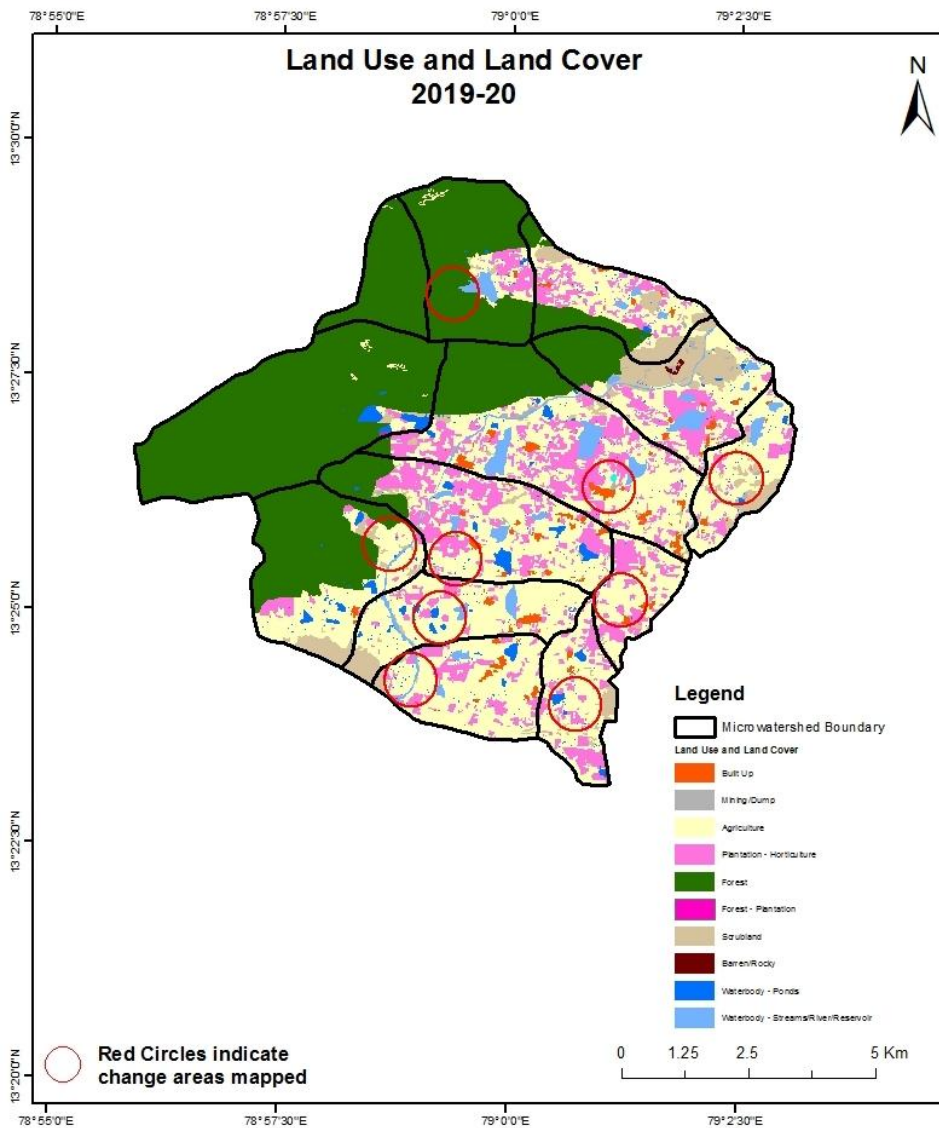 78°55'0"E 78°57'30"E 79°0'0"E 79°2'30"E
Land Use and Land Cover
2019-20
N
13°30'0"N
13°27'30"N
13°25'0"N
13°22'30"N
13°20'0"N
Legend
Microwatershed Boundary
Land Use and Land Cover
Built Up
Mining/Dump
Agriculture
Plantation - Horticulture
Forest
Forest - Plantation
Scrubland
Barren/Rocky
Waterbody - Ponds
Waterbody - Streams/River/Reservoir
Red Circles indicate
change areas mapped
0 1.25 2.5 5 Km
78°55'0"E 78°57'30"E 79°0'0"E 79°2'30"E